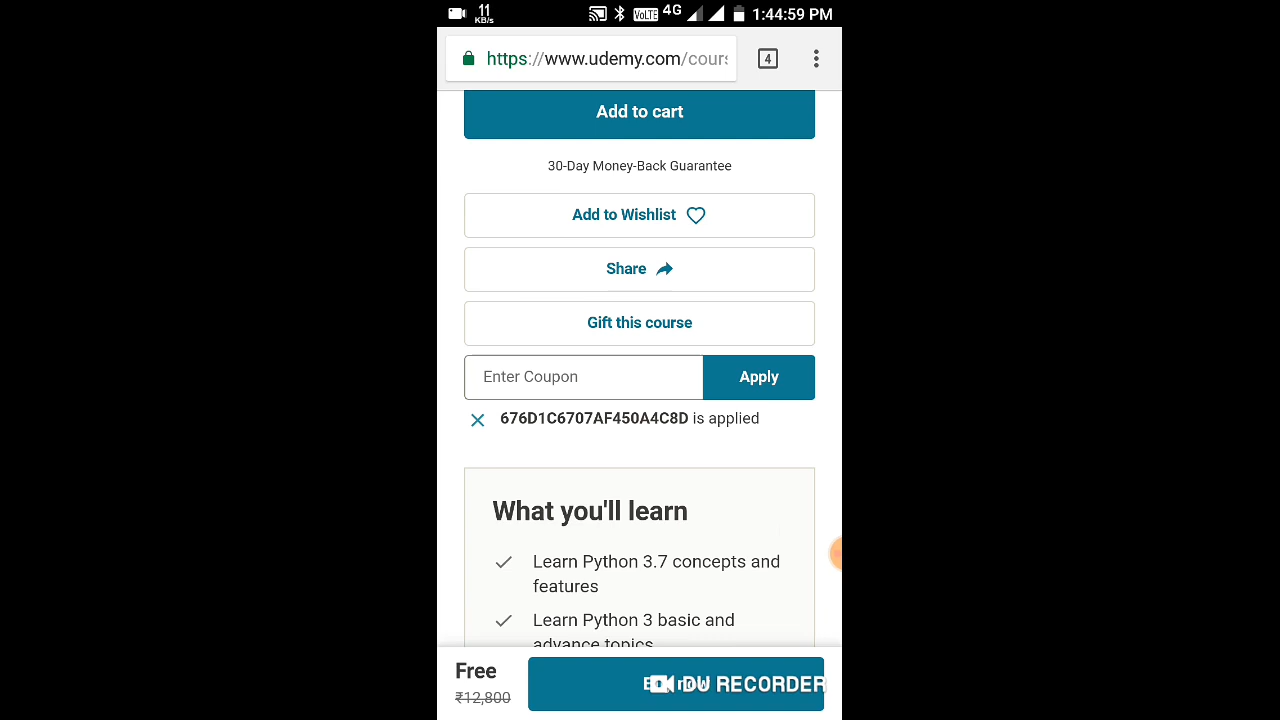 11
KB/s
VoLTE
4G
1:44:59 PM
https://www.udemy.com/cours
4
Add to cart
30-Day Money-Back Guarantee
Add to Wishlist
Share
Gift this course
Enter Coupon
Apply
676D1C6707AF450A4C8D is applied
What you'll learn
Learn Python 3.7 concepts and
features
Learn Python 3 basic and
advance topics
Free
₹12,800
DU RECORDER